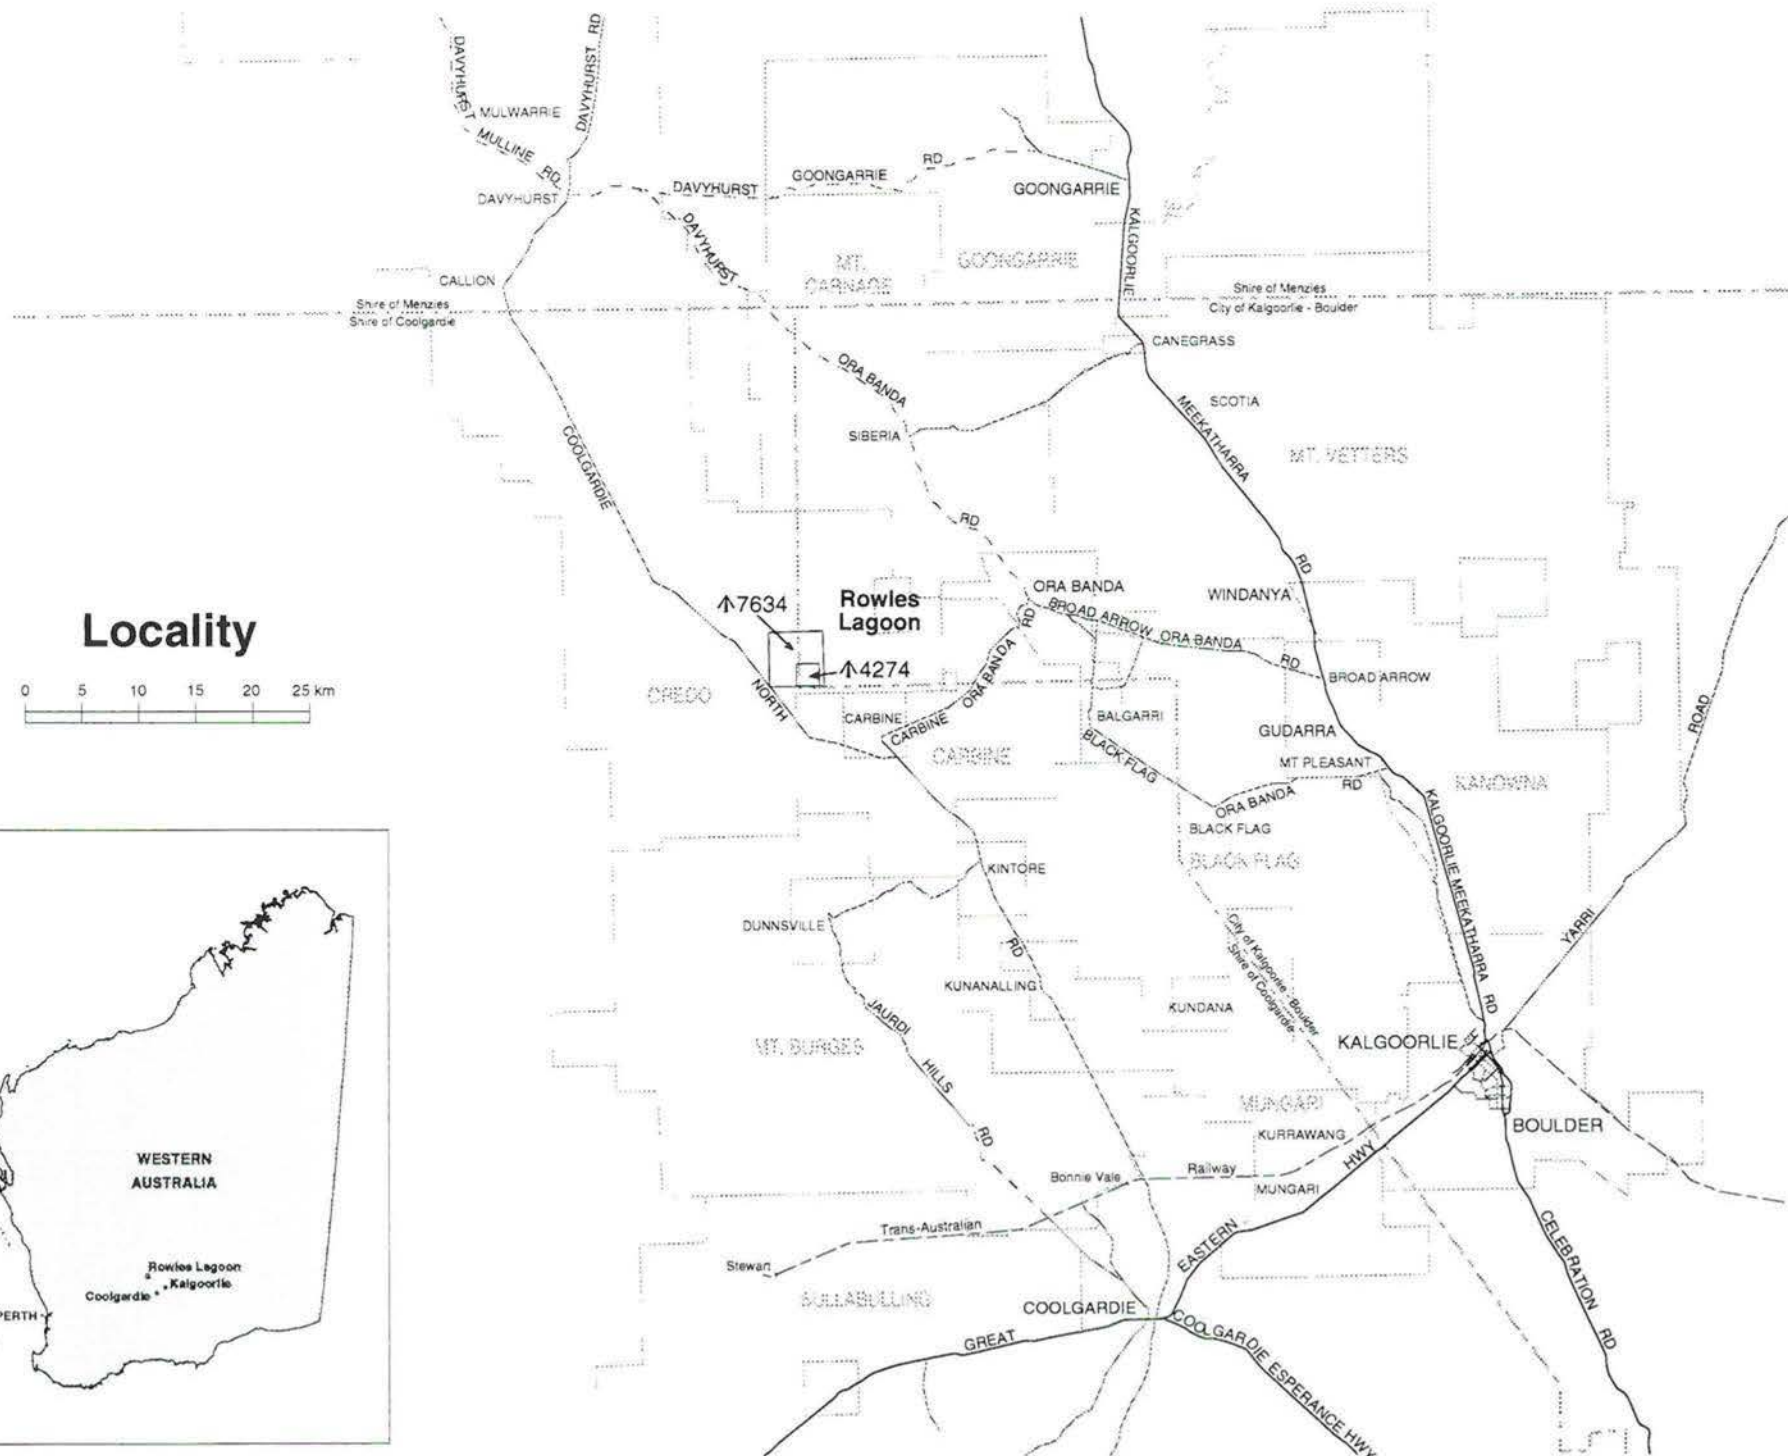 DAVYHURST
RD
DAVYHURST
MULWARRIE
MULLINE
RD
DAVYHURST
DAVYHURST
GOONGARRIE
RD
GOONGARRIE
KALGOORLIE
DAVYHURST
MT.
CARNAGE
GOONGARRIE
CALLION
Shire of Menzies
Shire of Coolgardie
Shire of Menzies
City of Kalgoorlie - Boulder
CANEGRASS
ORA BANDA
SCOTIA
MEEKATHARRA
SIBERIA
COOLGARDIE
MT. VETTERS
RD
RD
Locality
0 5 10 15 20 25 km
7634
Rowles
Lagoon
4274
ORA BANDA
WINDANYA
BROAD ARROW
ORA BANDA
RD
RD
BROAD ARROW
CREDO
NORTH
CARBINE
CARBINE
ORA BANDA
BALGARRI
GUDARRA
ROAD
CARBINE
BLACK FLAG
MT PLEASANT
RD
ORA BANDA
KANOWNA
BLACK FLAG
BLACK FLAG
KALGOORLIE MEEKATHARRA RD
KINTORE
DUNNSVILLE
RD
City of Kalgoorlie - Boulder
Shire of Coolgardie
YARRI
KUNANALLING
KUNDANA
JAURDI
HILLS
RD
MT. BURGES
KALGOORLIE
MUNGARI
BOULDER
KURRAWANG
HWY
Bonnie Vale
Railway
MUNGARI
Trans-Australian
Stewart
EASTERN
CELEBRATION
RD
BULLABULLING
COOLGARDIE
GREAT
COOLGARDIE ESPERANCE HWY
WESTERN
AUSTRALIA
Rowles Lagoon
Kalgoorlie
Coolgardie
PERTH